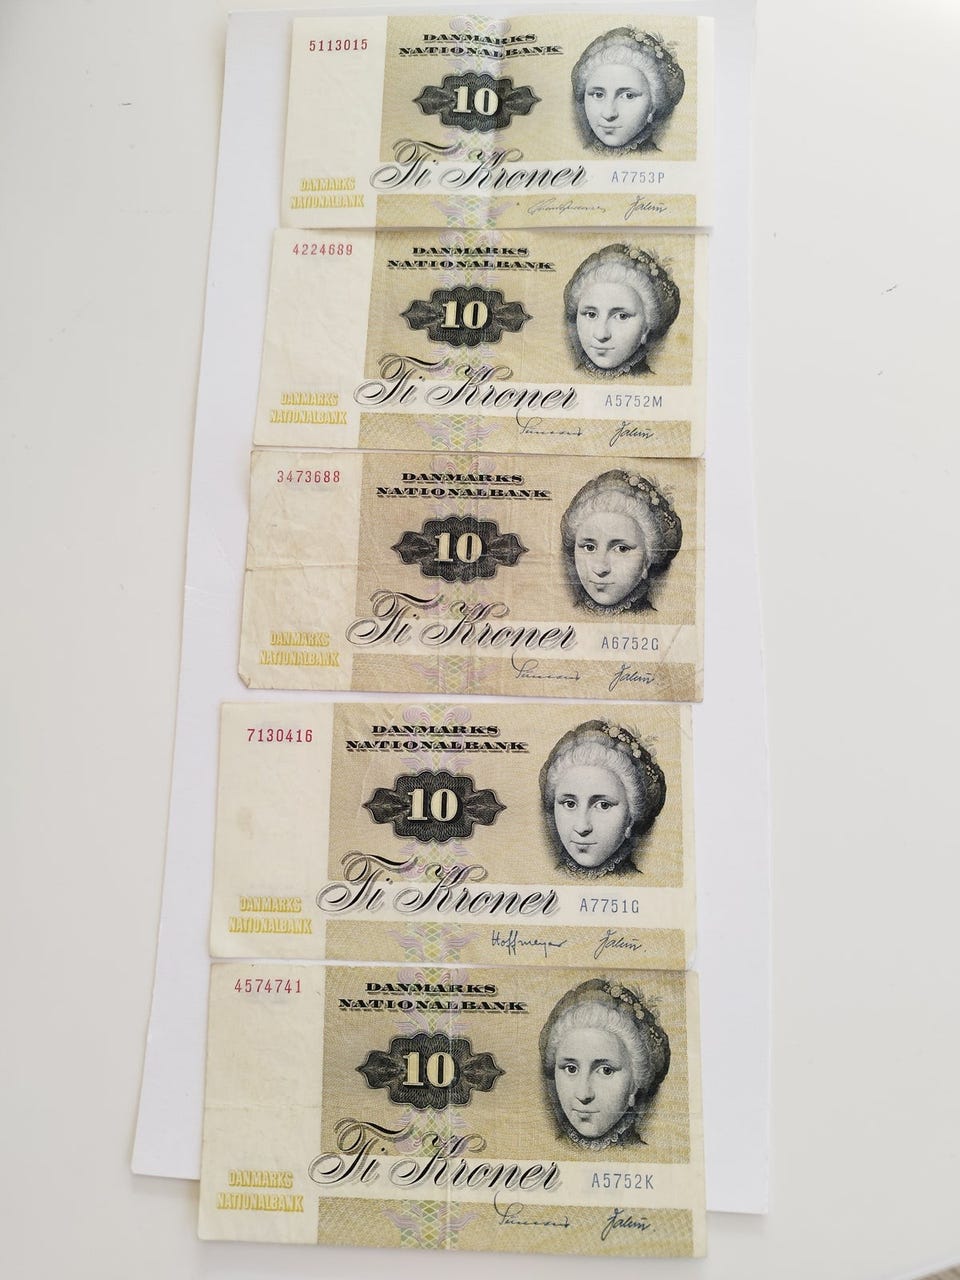 5113015
DANMARKS
NATIONALBANK
10
Ti Kroner
A7753P
DANMARKS
NATIONALBANK
4224689
DANMARKS
NATIONALBANK
10
Ti Kroner
A5752M
DANMARKS
NATIONALBANK
3473688
DANMARKS
NATIONALBANK
10
Ti Kroner
A6752G
DANMARKS
NATIONALBANK
7130416
DANMARKS
NATIONALBANK
10
Ti Kroner
A7751G
DANMARKS
NATIONALBANK
Hoffmeyer
4574741
DANMARKS
NATIONALBANK
10
Ti Kroner
A5752K
DANMARKS
NATIONALBANK